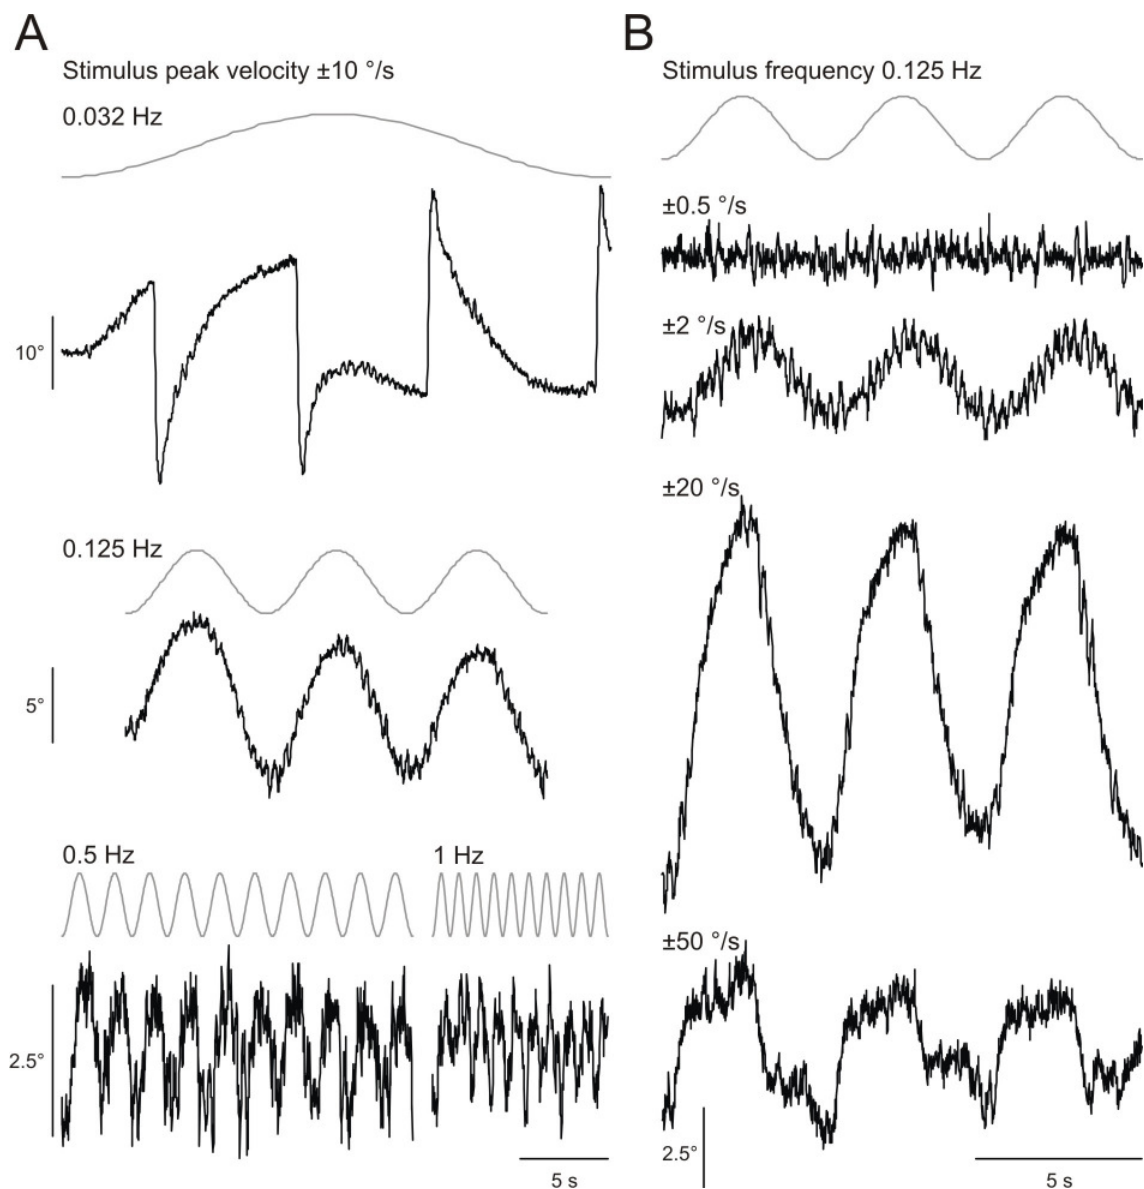 A
Stimulus peak velocity ±10 °/s
0.032 Hz
10°
0.125 Hz
5°
0.5 Hz
1 Hz
2.5°
5 s
B
Stimulus frequency 0.125 Hz
±0.5 °/s
±2 °/s
±20 °/s
±50 °/s
2.5°
5 s